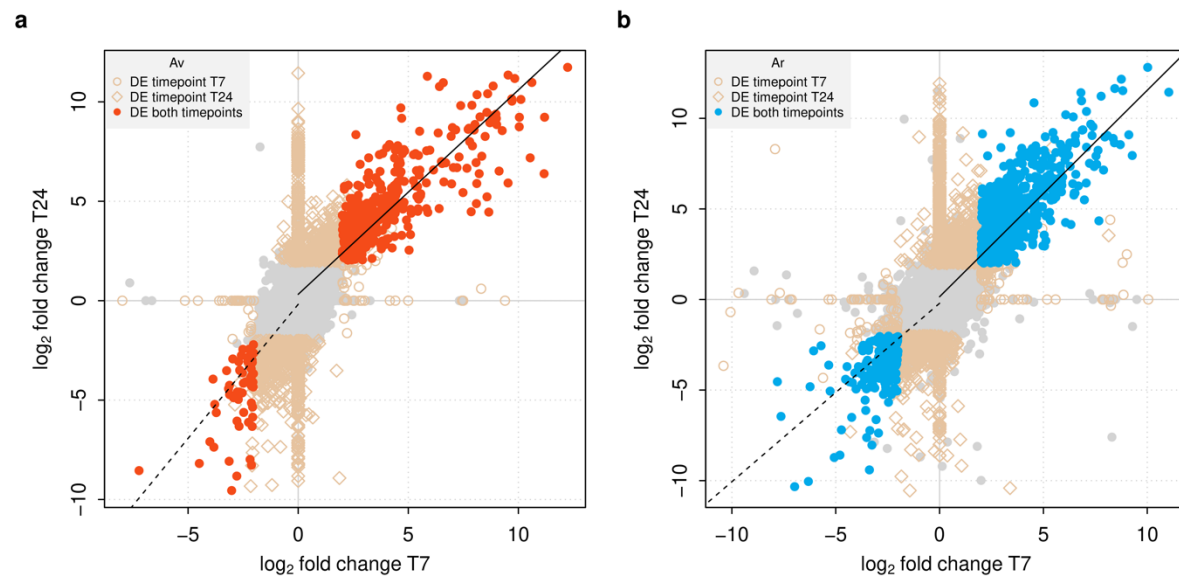 a
Av
DE timepoint T7
DE timepoint T24
DE both timepoints
log₂ fold change T24
10
5
0
−5
−10
−5
0
5
10
log₂ fold change T7
b
Ar
DE timepoint T7
DE timepoint T24
DE both timepoints
log₂ fold change T24
10
5
0
−5
−10
−10
−5
0
5
10
log₂ fold change T7